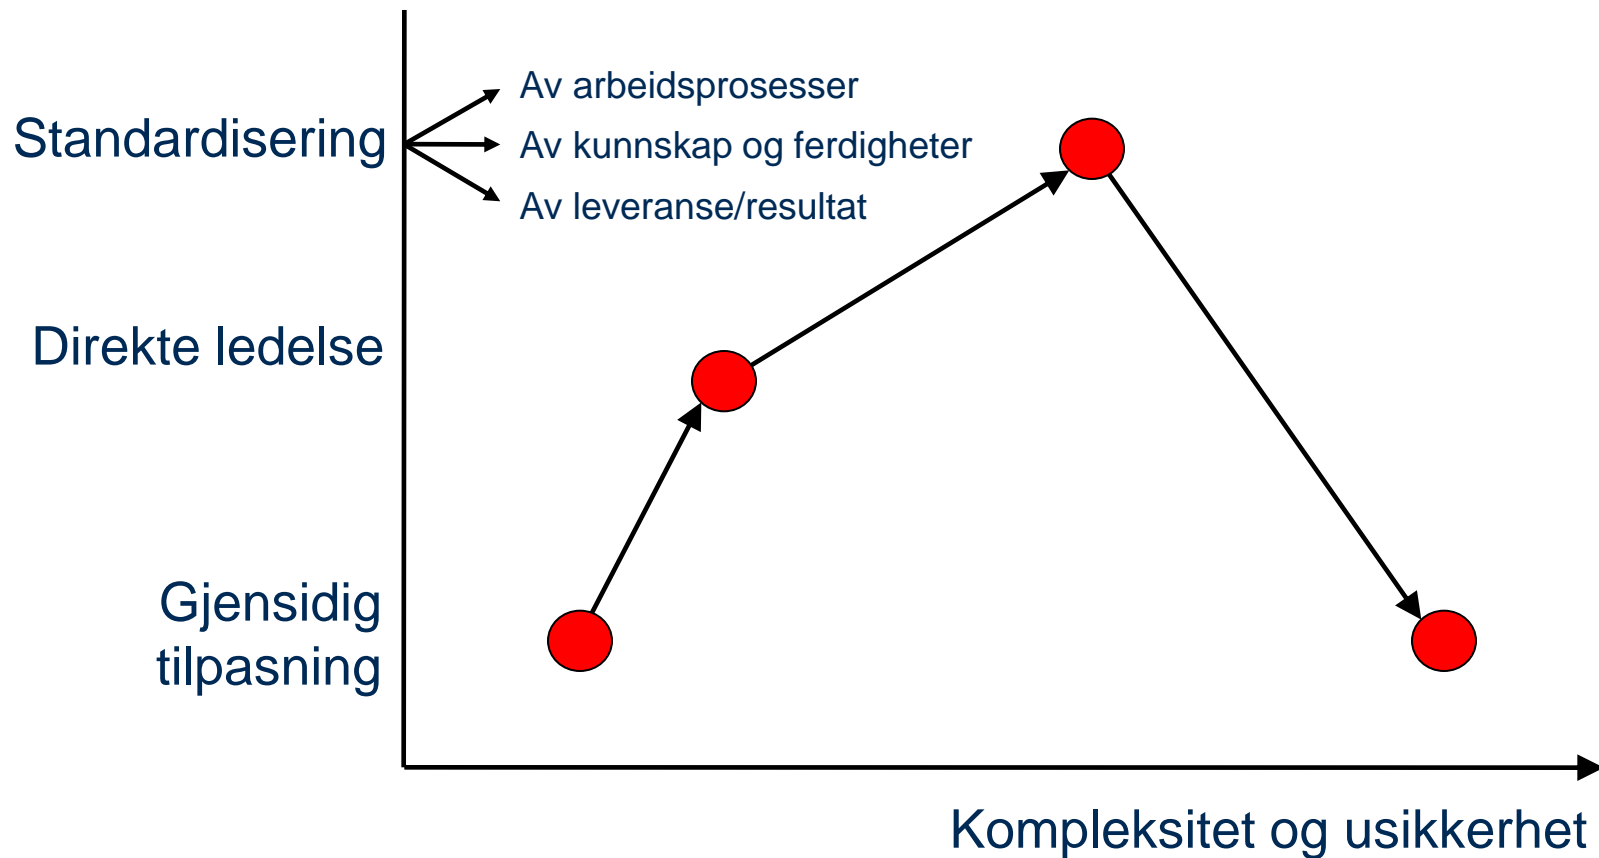 Av arbeidsprosesser
Standardisering
Av kunnskap og ferdigheter
Av leveranse/resultat
Direkte ledelse
Gjensidig
tilpasning
Kompleksitet og usikkerhet